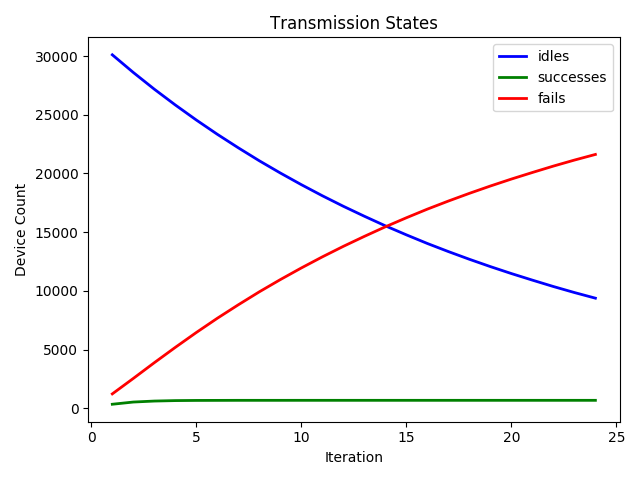 Transmission States
30000
25000
20000
15000
10000
5000
0
Device Count
idles
successes
fails
0 5 10 15 20 25
Iteration